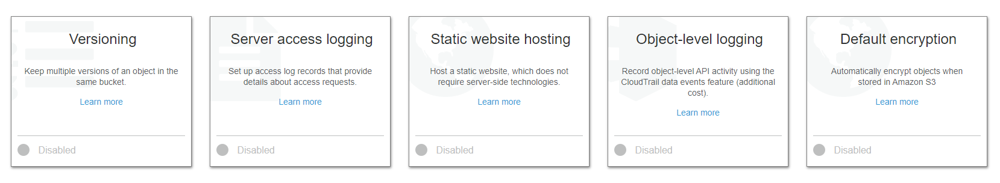 Versioning
Keep multiple versions of an object in the
same bucket.
Learn more
Disabled
Server access logging
Set up access log records that provide
details about access requests.
Learn more
Disabled
Static website hosting
Host a static website, which does not
require server-side technologies.
Learn more
Disabled
Object-level logging
Record object-level API activity using the
CloudTrail data events feature (additional
cost).
Learn more
Disabled
Default encryption
Automatically encrypt objects when
stored in Amazon S3
Learn more
Disabled